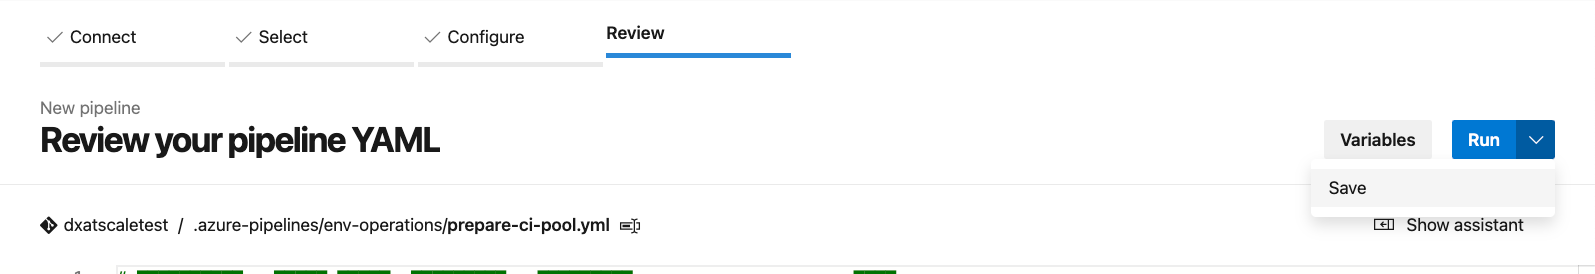 Connect
Select
Configure
Review
New pipeline
Review your pipeline YAML
Variables
Run
Save
dxatscaletest / .azure-pipelines/env-operations/prepare-ci-pool.yml
Show assistant